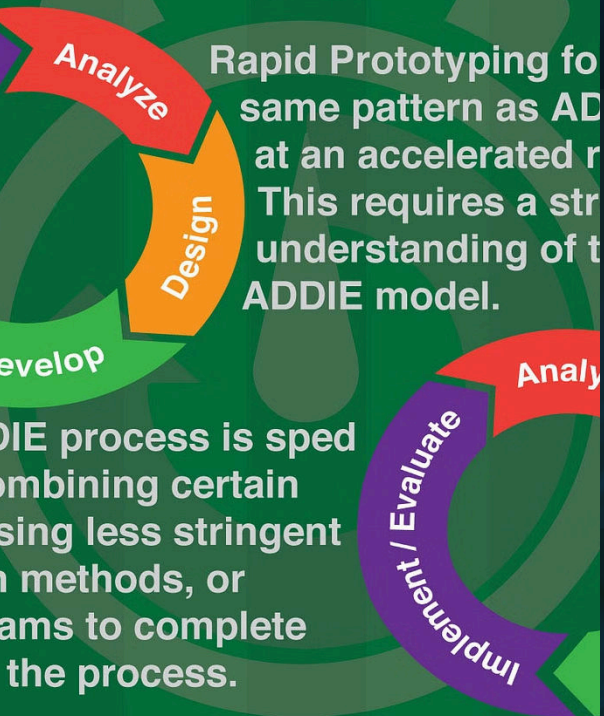 Analyze
Rapid Prototyping fo
same pattern as AD
at an accelerated r
This requires a str
understanding of t
ADDIE model.
Design
evelop
Analy
DIE process is sped
ombining certain
sing less stringent
methods, or
ams to complete
the process.
Implement / Evaluate